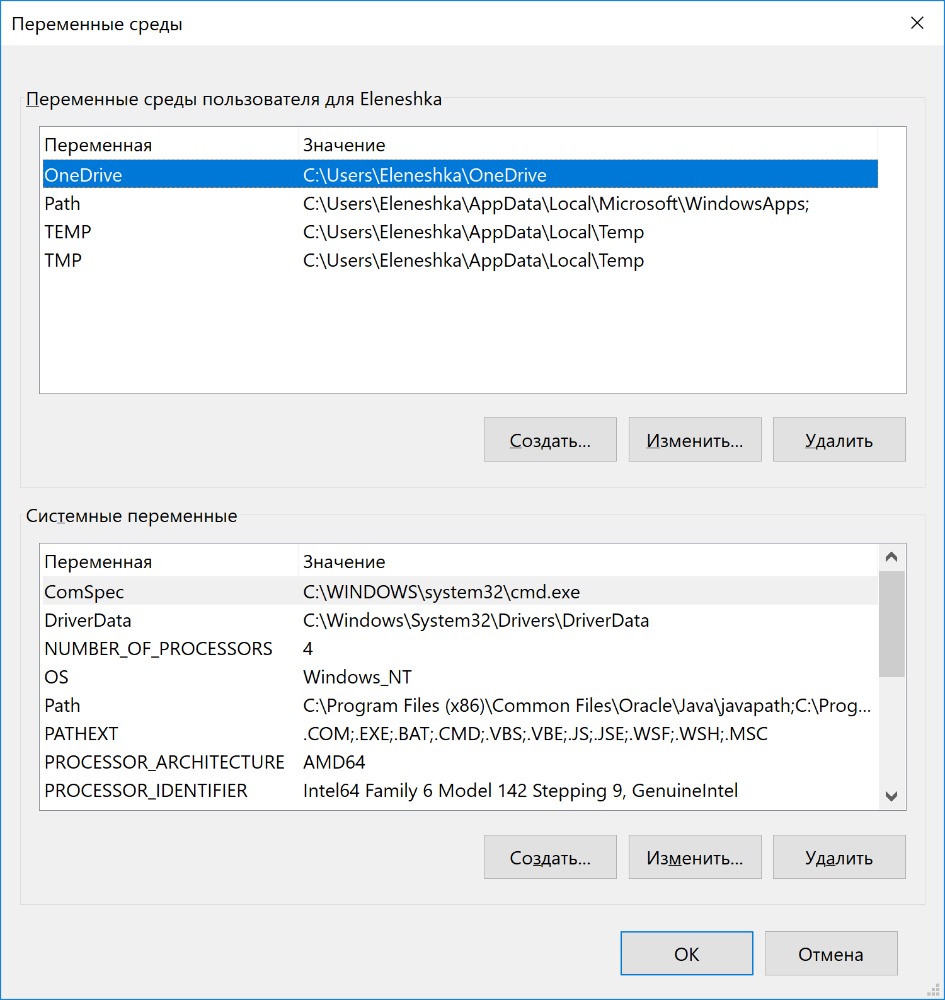 Переменные среды
Переменные среды пользователя для Eleneshka
Переменная Значение
OneDrive C:\Users\Eleneshka\OneDrive
Path C:\Users\Eleneshka\AppData\Local\Microsoft\WindowsApps;
TEMP C:\Users\Eleneshka\AppData\Local\Temp
TMP C:\Users\Eleneshka\AppData\Local\Temp
Создать... Изменить... Удалить
Системные переменные
Переменная Значение
ComSpec C:\WINDOWS\system32\cmd.exe
DriverData C:\Windows\System32\Drivers\DriverData
NUMBER_OF_PROCESSORS 4
OS Windows_NT
Path C:\Program Files (x86)\Common Files\Oracle\Java\javapath;C:\Prog...
PATHEXT .COM;.EXE;.BAT;.CMD;.VBS;.VBE;.JS;.JSE;.WSF;.WSH;.MSC
PROCESSOR_ARCHITECTURE AMD64
PROCESSOR_IDENTIFIER Intel64 Family 6 Model 142 Stepping 9, GenuineIntel
Создать... Изменить... Удалить
ОК Отмена